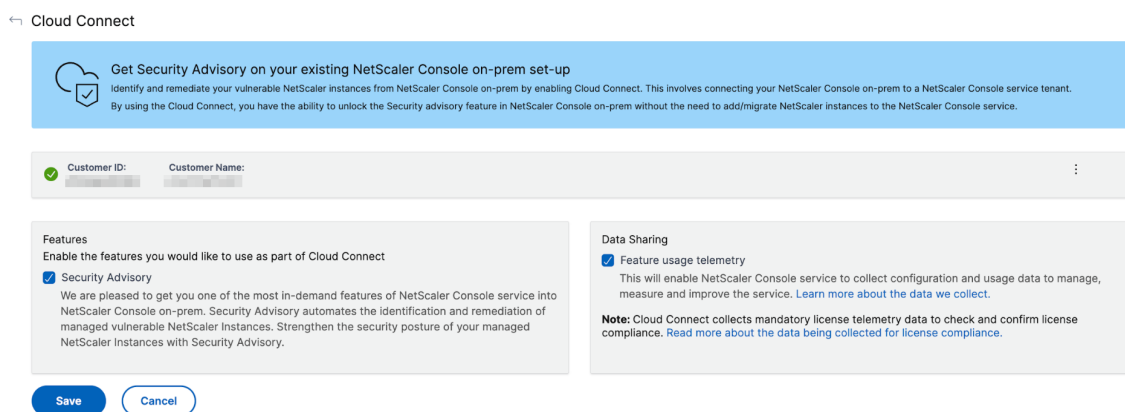 Cloud Connect
Get Security Advisory on your existing NetScaler Console on-prem set-up
Identify and remediate your vulnerable NetScaler instances from NetScaler Console on-prem by enabling Cloud Connect. This involves connecting your NetScaler Console on-prem to a NetScaler Console service tenant.
By using the Cloud Connect, you have the ability to unlock the Security advisory feature in NetScaler Console on-prem without the need to add/migrate NetScaler instances to the NetScaler Console service.
Customer ID: Customer Name:
Features
Enable the features you would like to use as part of Cloud Connect
Security Advisory
We are pleased to get you one of the most in-demand features of NetScaler Console service into
NetScaler Console on-prem. Security Advisory automates the identification and remediation of
managed vulnerable NetScaler Instances. Strengthen the security posture of your managed
NetScaler Instances with Security Advisory.
Data Sharing
Feature usage telemetry
This will enable NetScaler Console service to collect configuration and usage data to manage,
measure and improve the service. Learn more about the data we collect.
Note: Cloud Connect collects mandatory license telemetry data to check and confirm license
compliance. Read more about the data being collected for license compliance.
Save Cancel